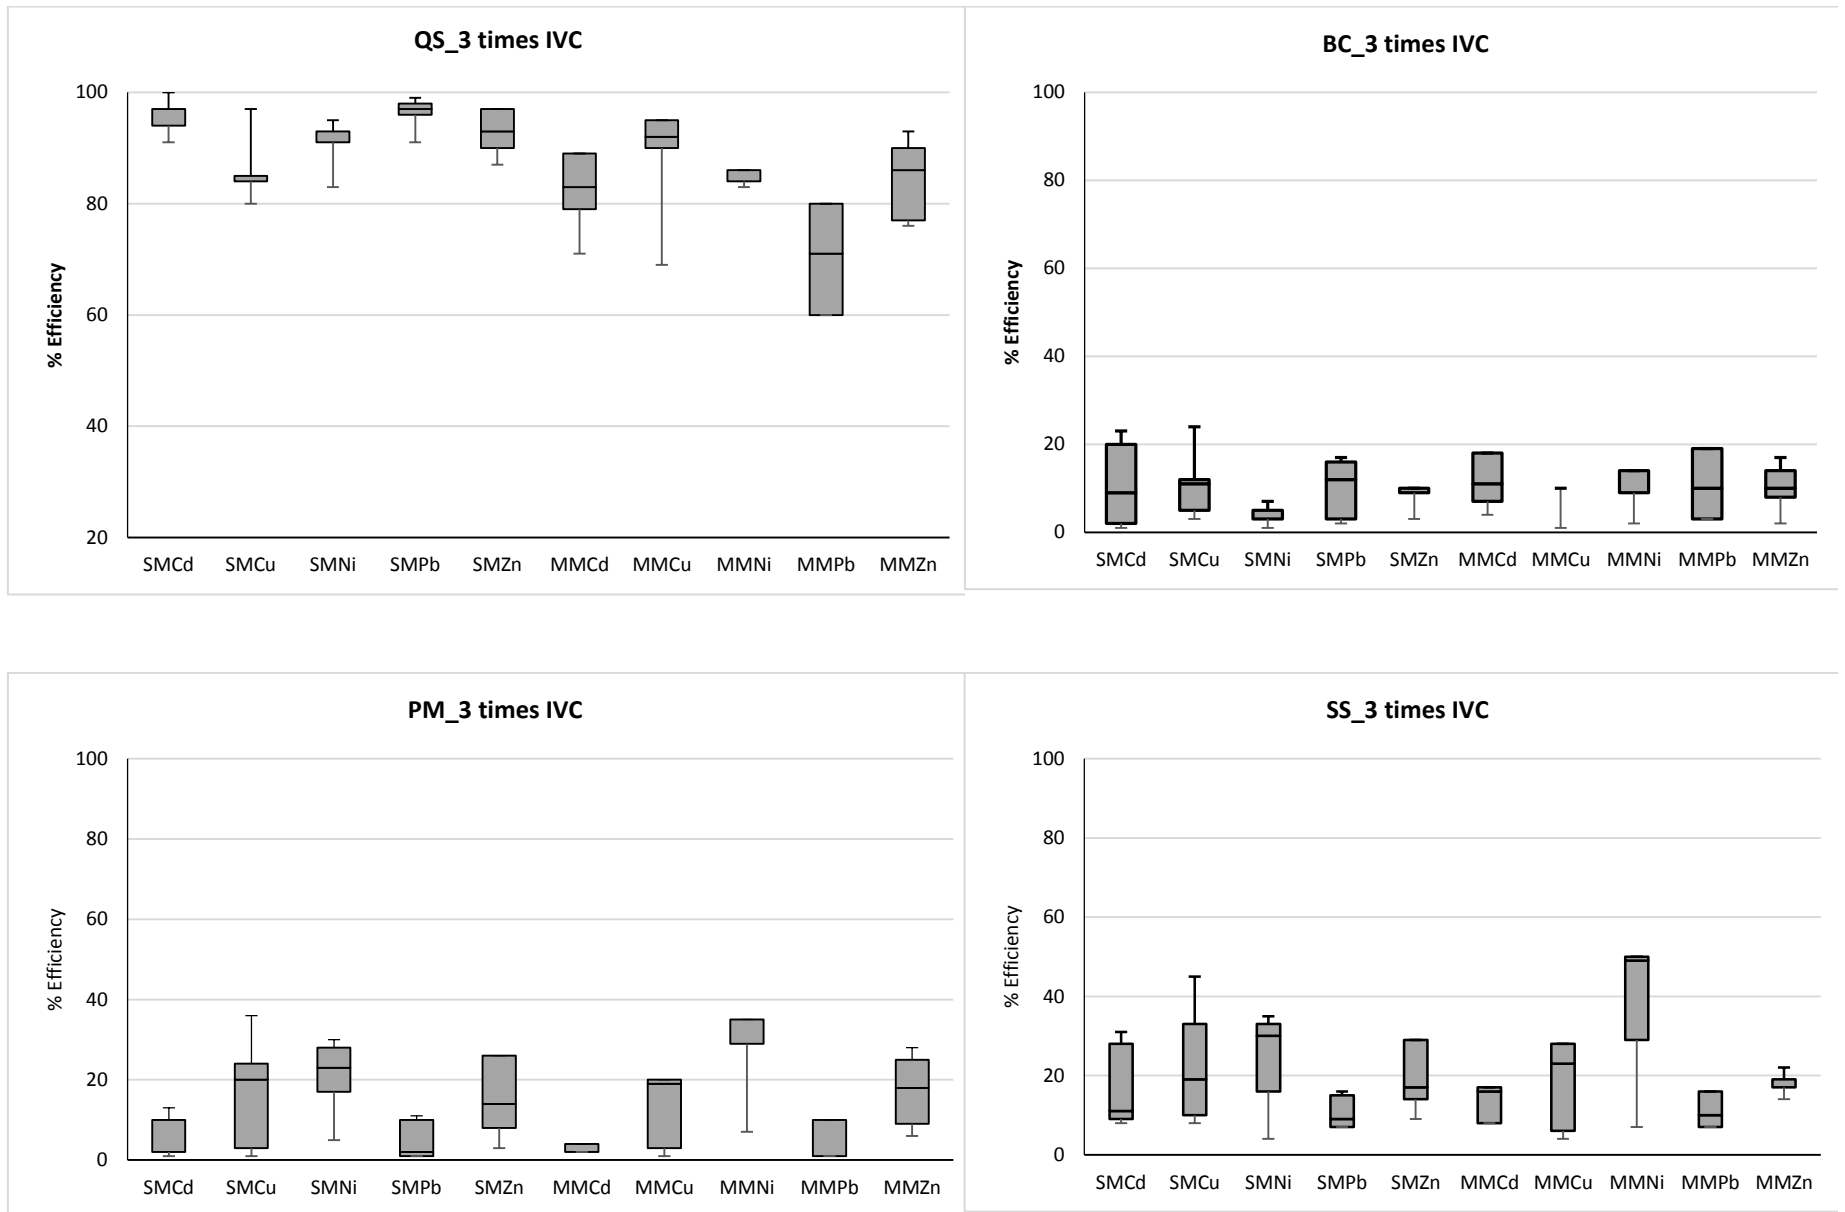 QS_3 times IVC
100
80
60
40
20
% Efficiency
SMCd SMCu SMNi SMPb SMZn MMCd MMCu MMNi MMPb MMZn
BC_3 times IVC
100
80
60
40
20
0
% Efficiency
SMCd SMCu SMNi SMPb SMZn MMCd MMCu MMNi MMPb MMZn
PM_3 times IVC
100
80
60
40
20
0
% Efficiency
SMCd SMCu SMNi SMPb SMZn MMCd MMCu MMNi MMPb MMZn
SS_3 times IVC
100
80
60
40
20
0
% Efficiency
SMCd SMCu SMNi SMPb SMZn MMCd MMCu MMNi MMPb MMZn